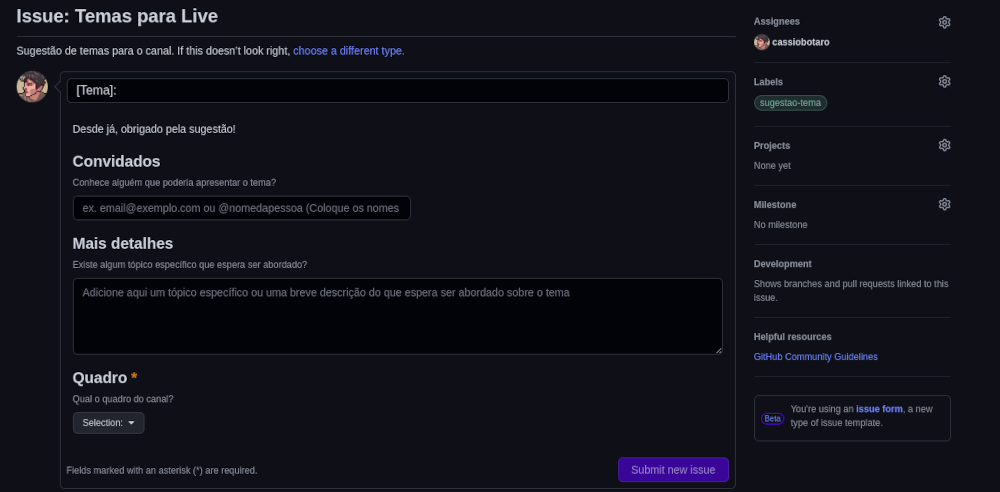 Issue: Temas para Live
Sugestão de temas para o canal. If this doesn't look right, choose a different type.
[Tema]:
Desde já, obrigado pela sugestão!
Convidados
Conhece alguém que poderia apresentar o tema?
ex. email@exemplo.com ou @nomedapessoa (Coloque os nomes
Mais detalhes
Existe algum tópico específico que espera ser abordado?
Adicione aqui um tópico específico ou uma breve descrição do que espera ser abordado sobre o tema
Quadro *
Qual o quadro do canal?
Selection:
Fields marked with an asterisk (*) are required.
Submit new issue
Assignees
cassiobotaro
Labels
sugestao-tema
Projects
None yet
Milestone
No milestone
Development
Shows branches and pull requests linked to this
issue.
Helpful resources
GitHub Community Guidelines
Beta
You're using an issue form, a new
type of issue template.